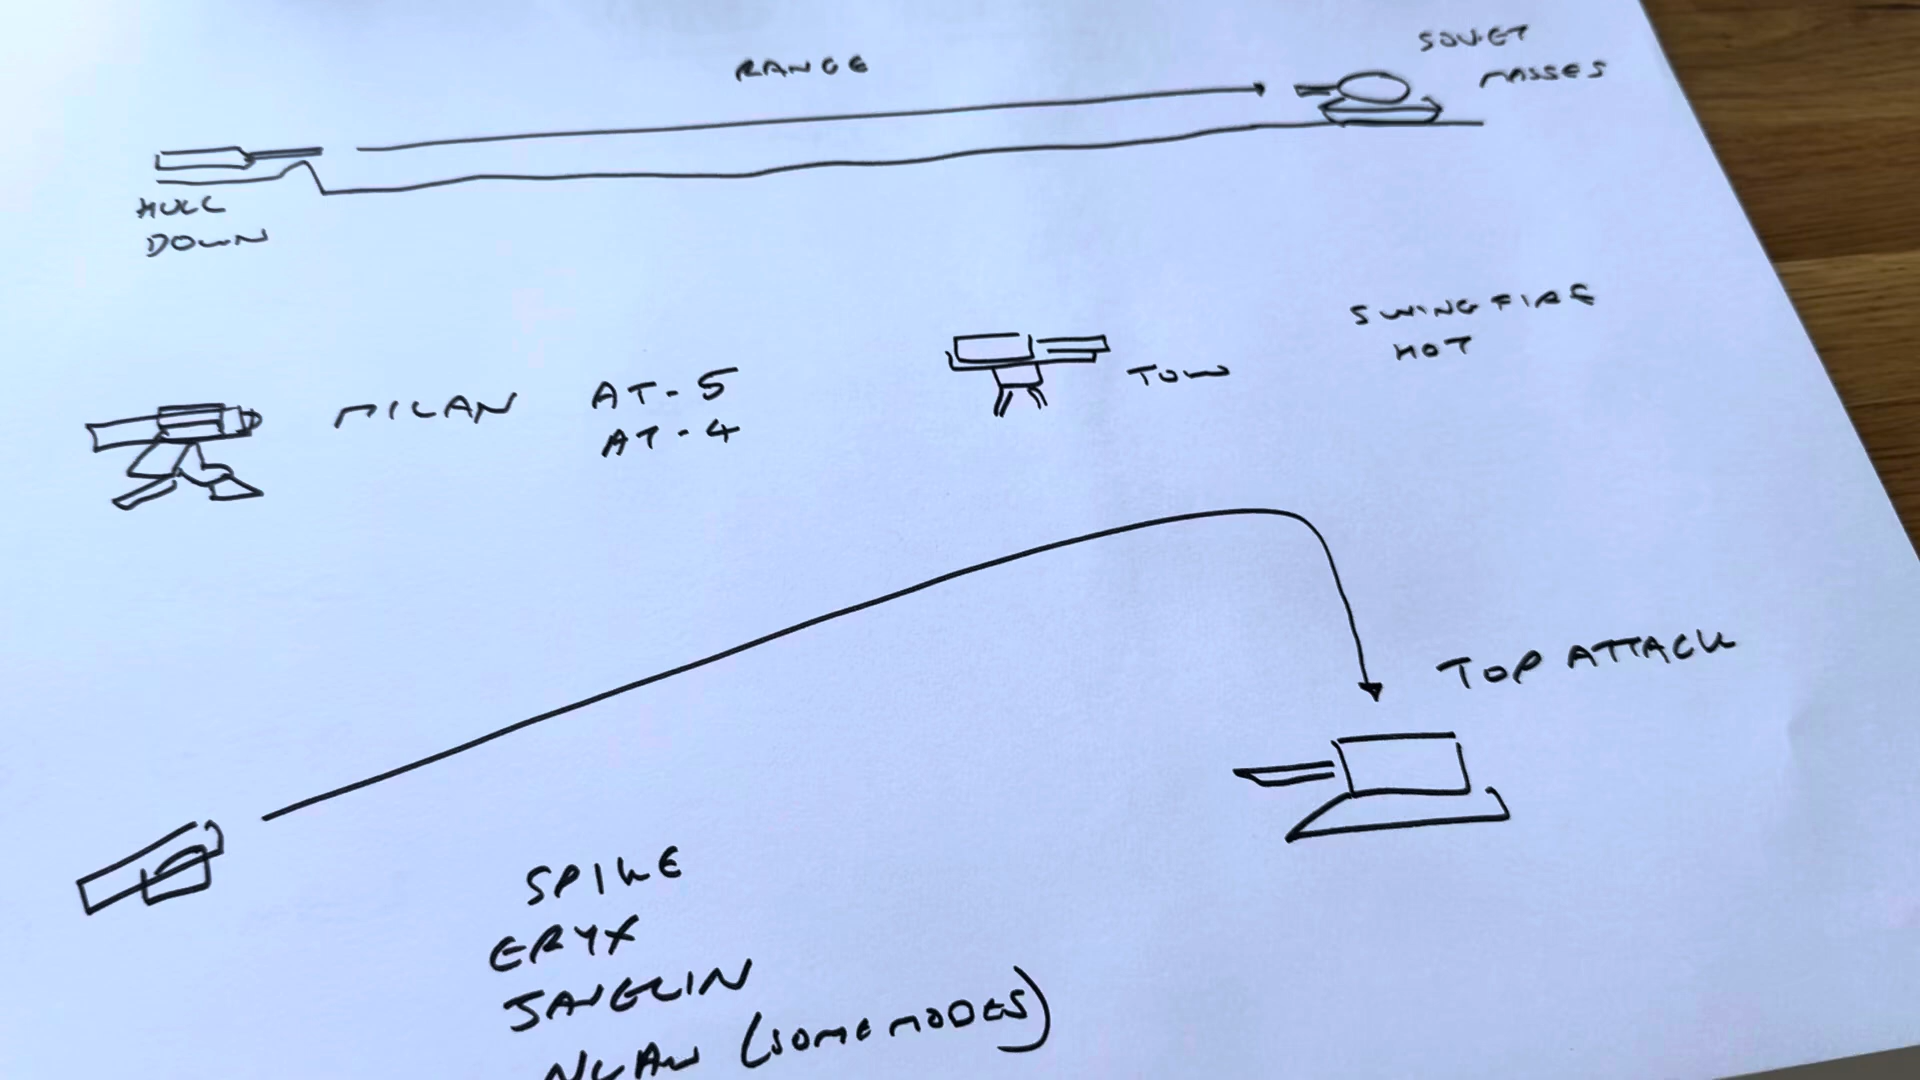 RANGE
SOVIET
MASSES
HULL
DOWN
SWINGFIRE
HOT
TOW
MILAN AT-5
AT-4
TOP ATTACK
SPIKE
ERYX
JAVELIN
NLAW (SOME MODES)